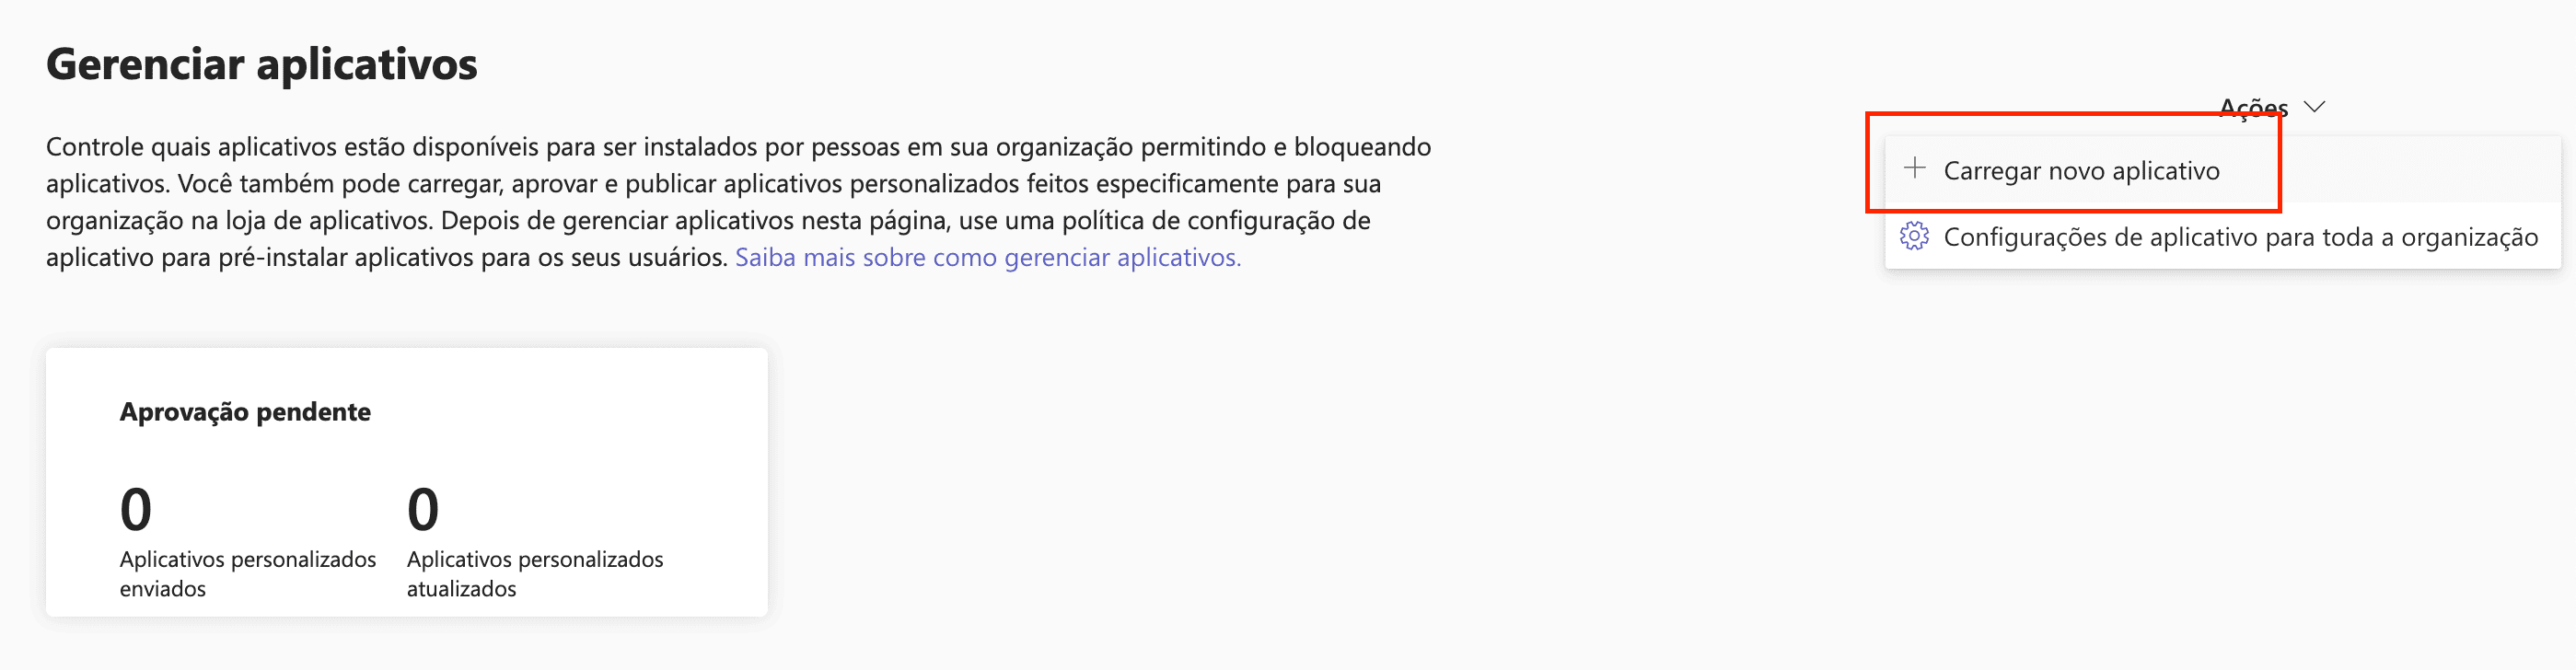 Gerenciar aplicativos
Ações
Controle quais aplicativos estão disponíveis para ser instalados por pessoas em sua organização permitindo e bloqueando
aplicativos. Você também pode carregar, aprovar e publicar aplicativos personalizados feitos especificamente para sua
organização na loja de aplicativos. Depois de gerenciar aplicativos nesta página, use uma política de configuração de
aplicativo para pré-instalar aplicativos para os seus usuários. Saiba mais sobre como gerenciar aplicativos.
Carregar novo aplicativo
Configurações de aplicativo para toda a organização
Aprovação pendente
0 0
Aplicativos personalizados Aplicativos personalizados
enviados atualizados